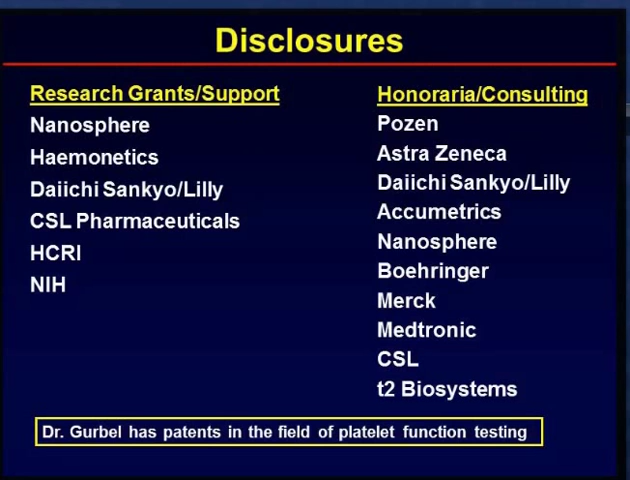 Disclosures
Research Grants/Support
Nanosphere
Haemonetics
Daiichi Sankyo/Lilly
CSL Pharmaceuticals
HCRI
NIH
Honoraria/Consulting
Pozen
Astra Zeneca
Daiichi Sankyo/Lilly
Accumetrics
Nanosphere
Boehringer
Merck
Medtronic
CSL
t2 Biosystems
Dr. Gurbel has patents in the field of platelet function testing